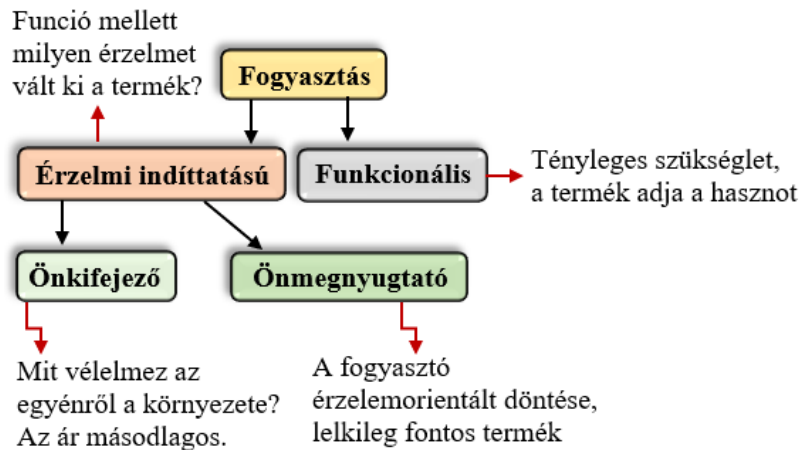 Funció mellett
milyen érzelmet
vált ki a termék?
Fogyasztás
Érzelmi indíttatású
Funkcionális
Tényleges szükséglet,
a termék adja a hasznot
Önkifejező
Önmegnyugtató
Mit vélelmez az
egyénről a környezete?
Az ár másodlagos.
A fogyasztó
érzelemorientált döntése,
lelkileg fontos termék